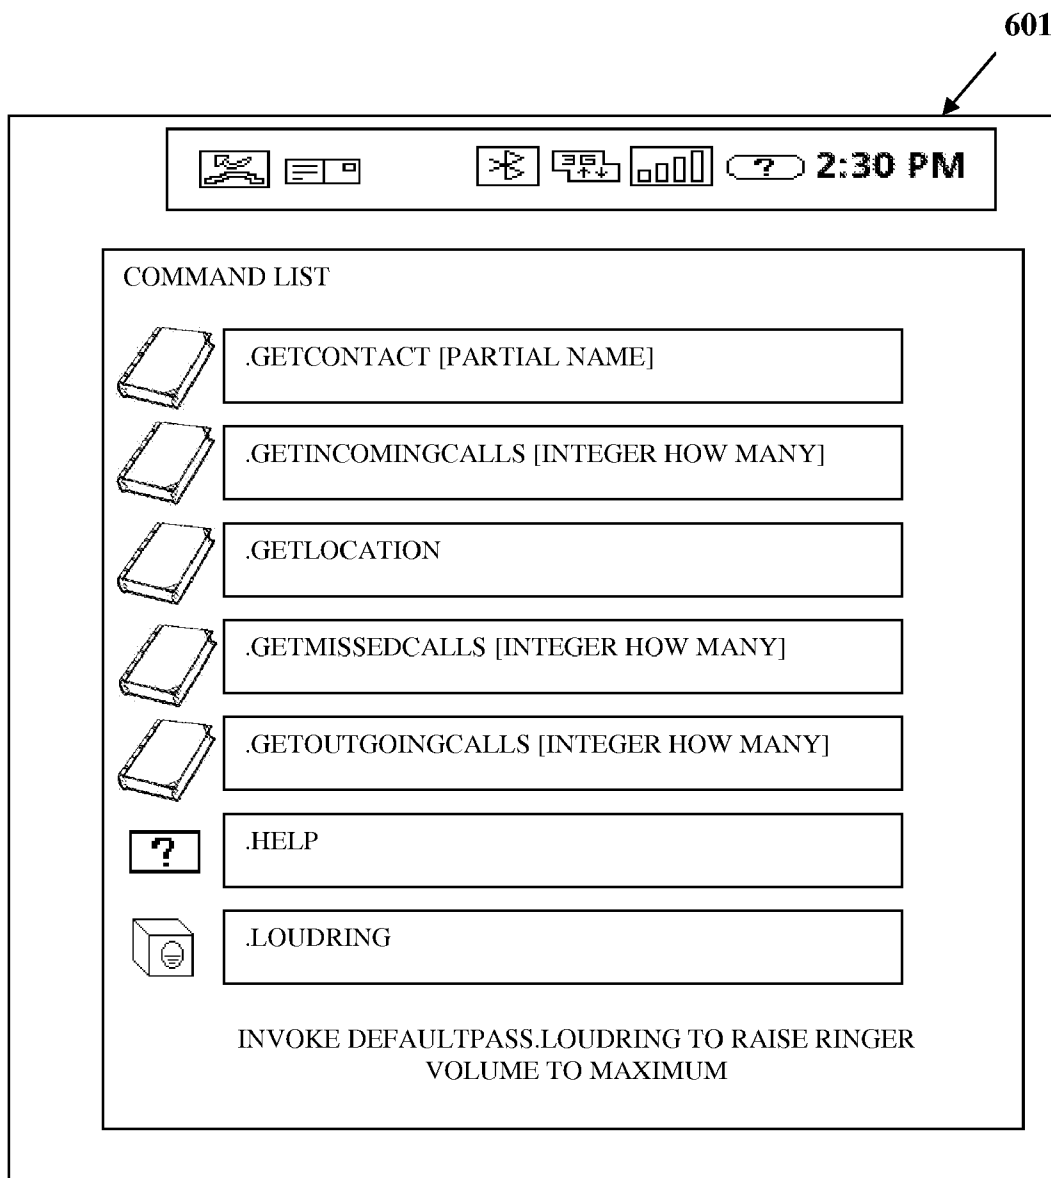 601
3G
? 2:30 PM
COMMAND LIST
.GETCONTACT [PARTIAL NAME]
.GETINCOMINGCALLS [INTEGER HOW MANY]
.GETLOCATION
.GETMISSEDCALLS [INTEGER HOW MANY]
.GETOUTGOINGCALLS [INTEGER HOW MANY]
? .HELP
.LOUDRING
INVOKE DEFAULTPASS.LOUDRING TO RAISE RINGER
VOLUME TO MAXIMUM